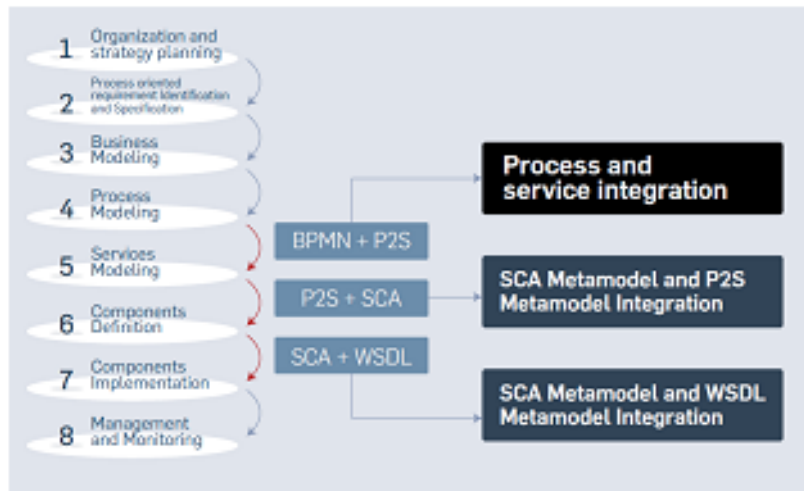 1 Organization and
strategy planning
2 Process oriented
requirement Identification
and Specification
3 Business
Modeling
4 Process
Modeling
5 Services
Modeling
6 Components
Definition
7 Components
Implementation
8 Management
and Monitoring
BPMN + P2S
P2S + SCA
SCA + WSDL
Process and
service integration
SCA Metamodel and P2S
Metamodel Integration
SCA Metamodel and WSDL
Metamodel Integration